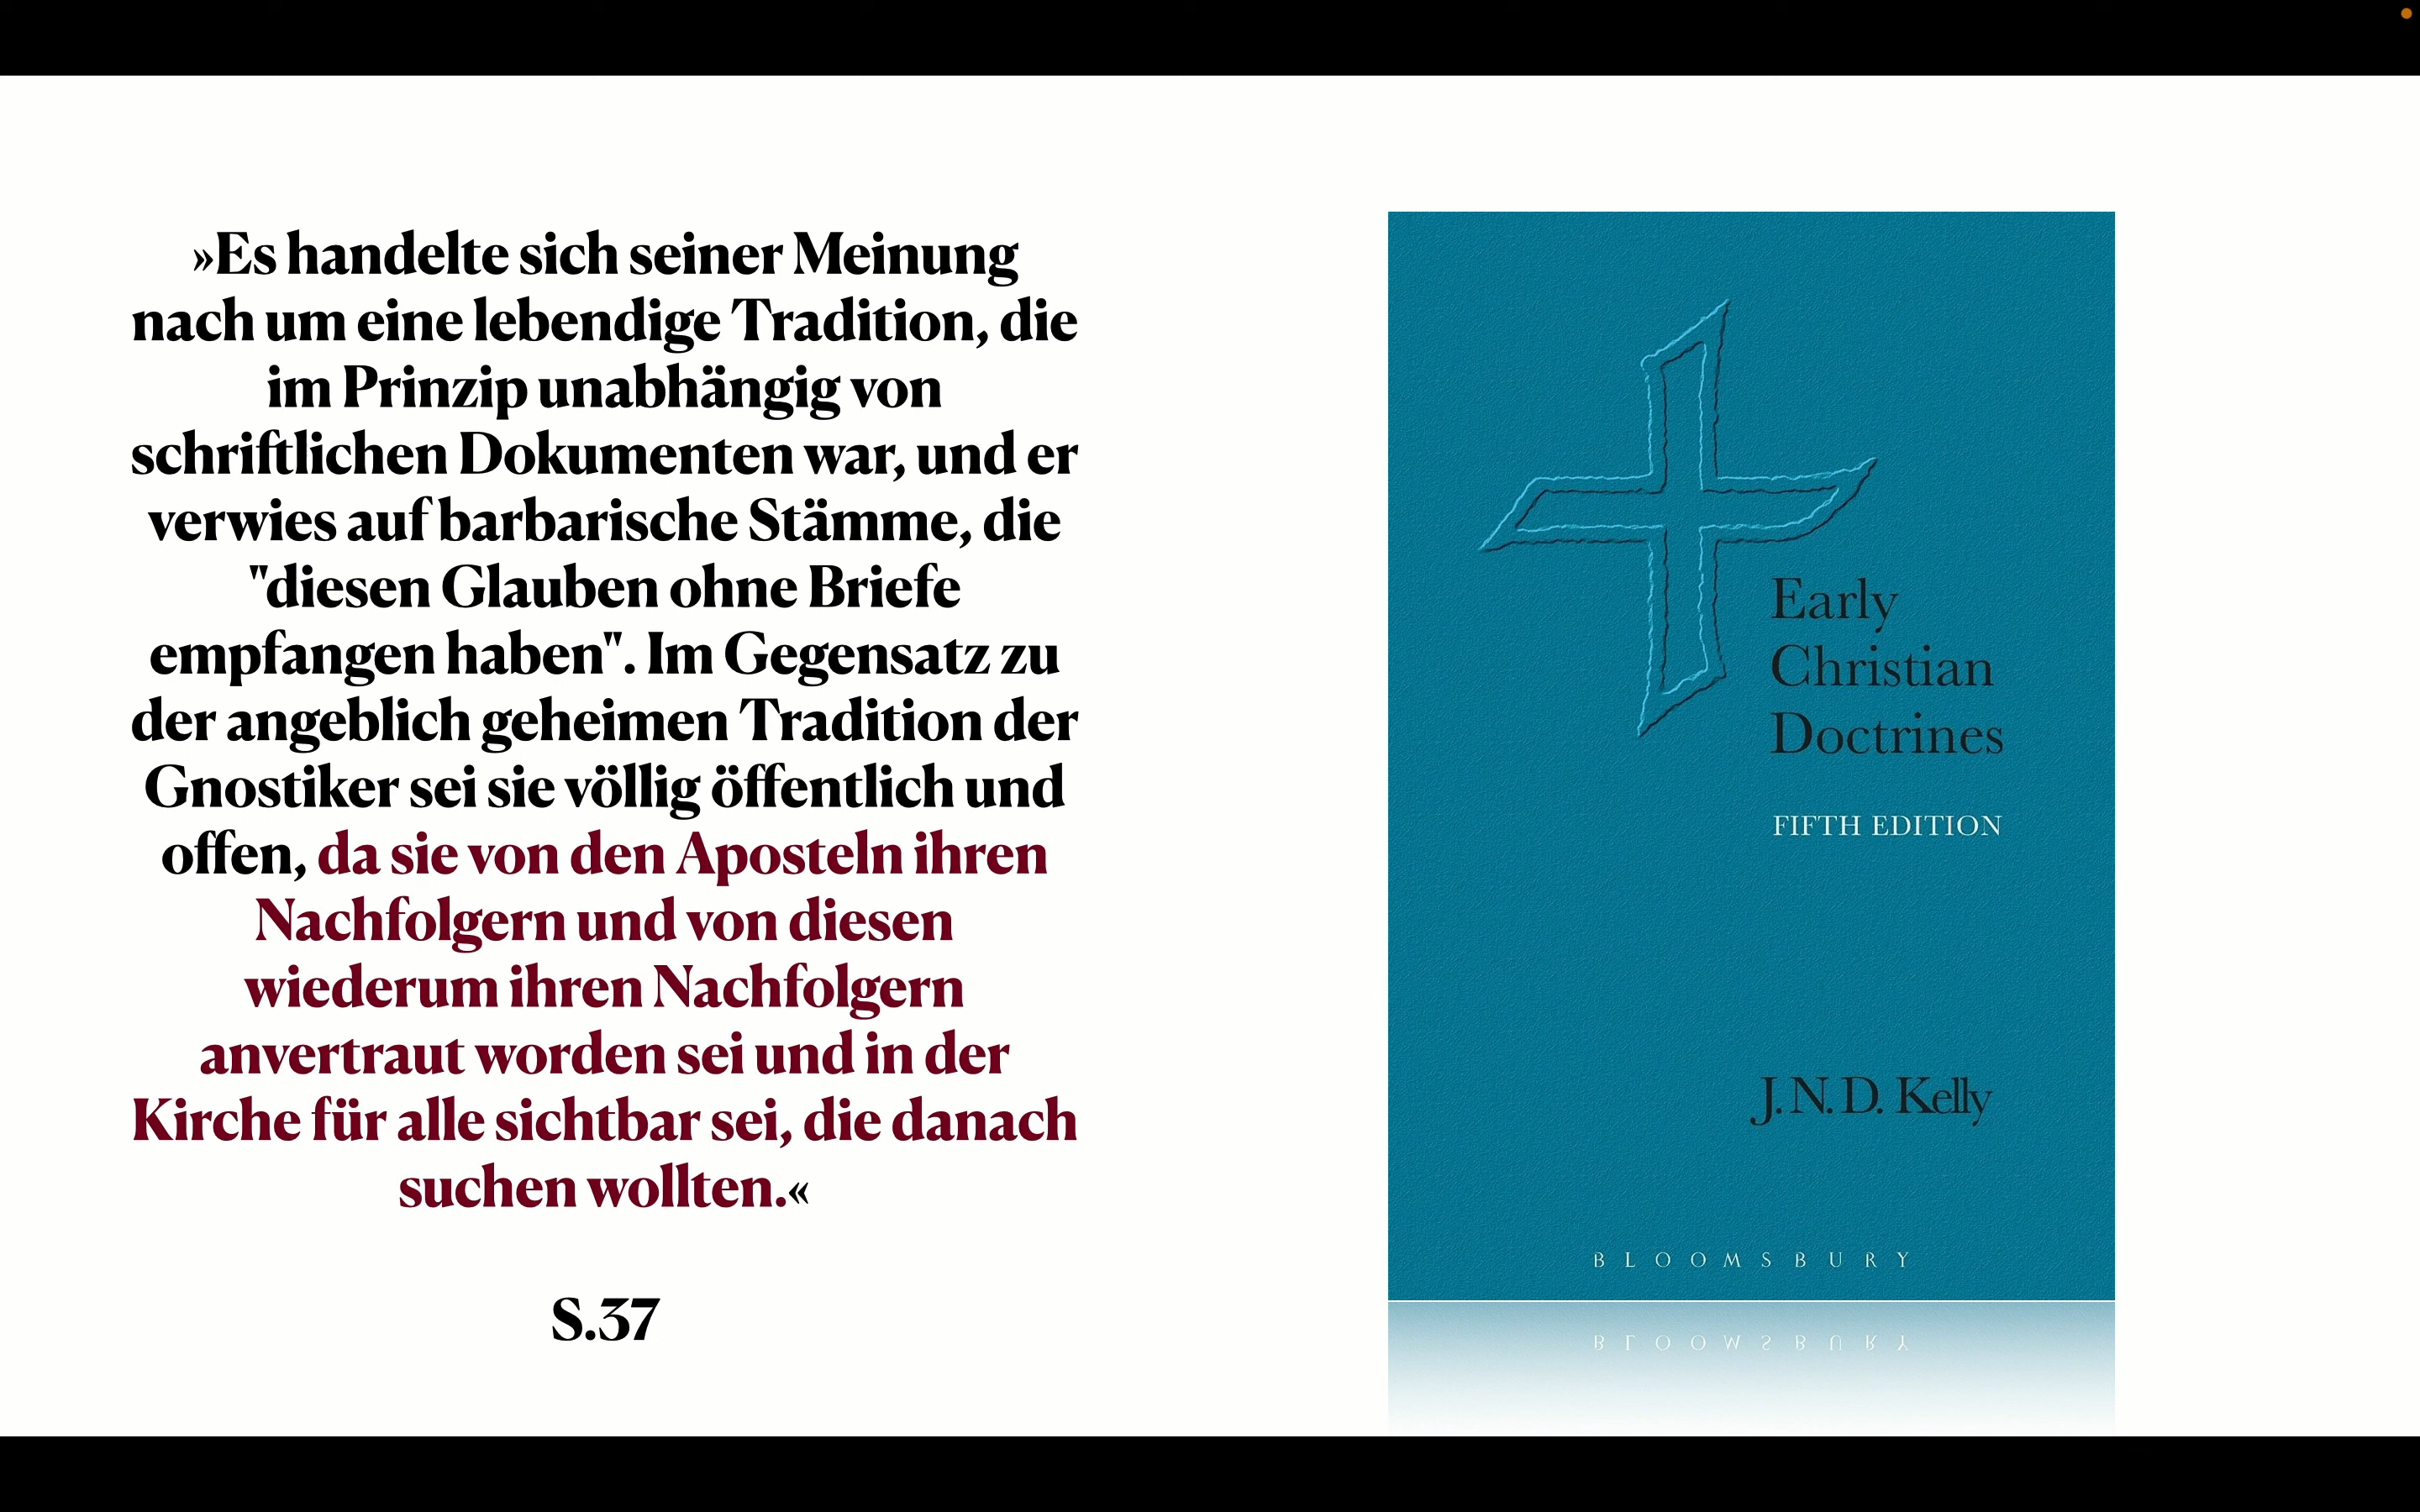 »Es handelte sich seiner Meinung
nach um eine lebendige Tradition, die
im Prinzip unabhängig von
schriftlichen Dokumenten war, und er
verwies auf barbarische Stämme, die
"diesen Glauben ohne Briefe
empfangen haben". Im Gegensatz zu
der angeblich geheimen Tradition der
Gnostiker sei sie völlig öffentlich und
offen, da sie von den Aposteln ihren
Nachfolgern und von diesen
wiederum ihren Nachfolgern
anvertraut worden sei und in der
Kirche für alle sichtbar sei, die danach
suchen wollten.«
S.37
Early
Christian
Doctrines
FIFTH EDITION
J.N.D. Kelly
BLOOMSBURY